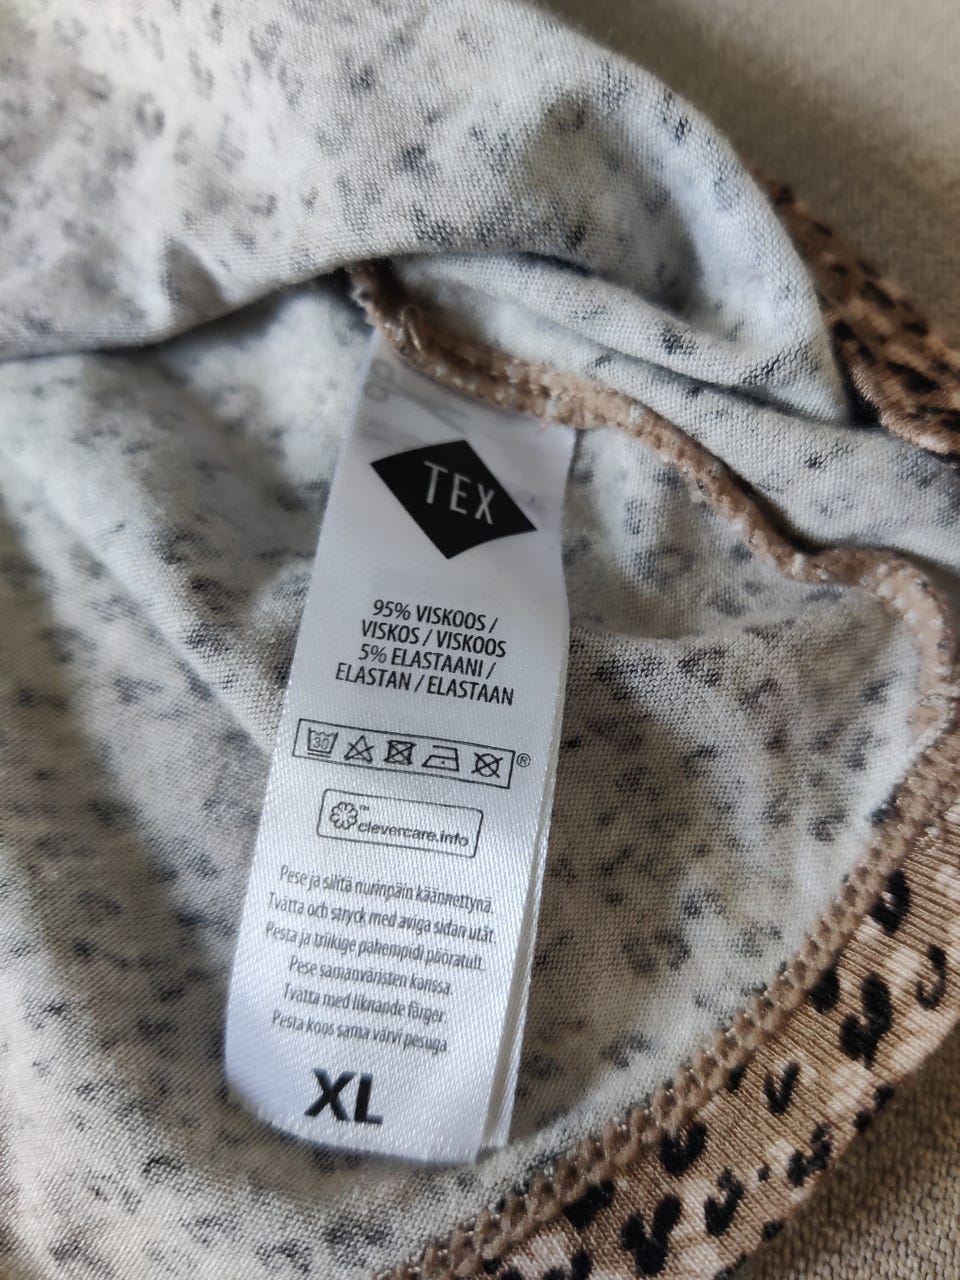 TEX
95% VISKOOS /
VISKOS / VISKOOS
5% ELASTAANI /
ELASTAN / ELASTAAN
30
®
™
clevercare.info
Pese ja silitä nurinpäin käännettynä.
Tvätta och stryck med aviga sidan utåt.
Pesta ja triikige pahempidi pööratult.
Pese samanväristen kanssa.
Tvätta med liknande färger.
Pesta koos sama värvi pesuga.
XL